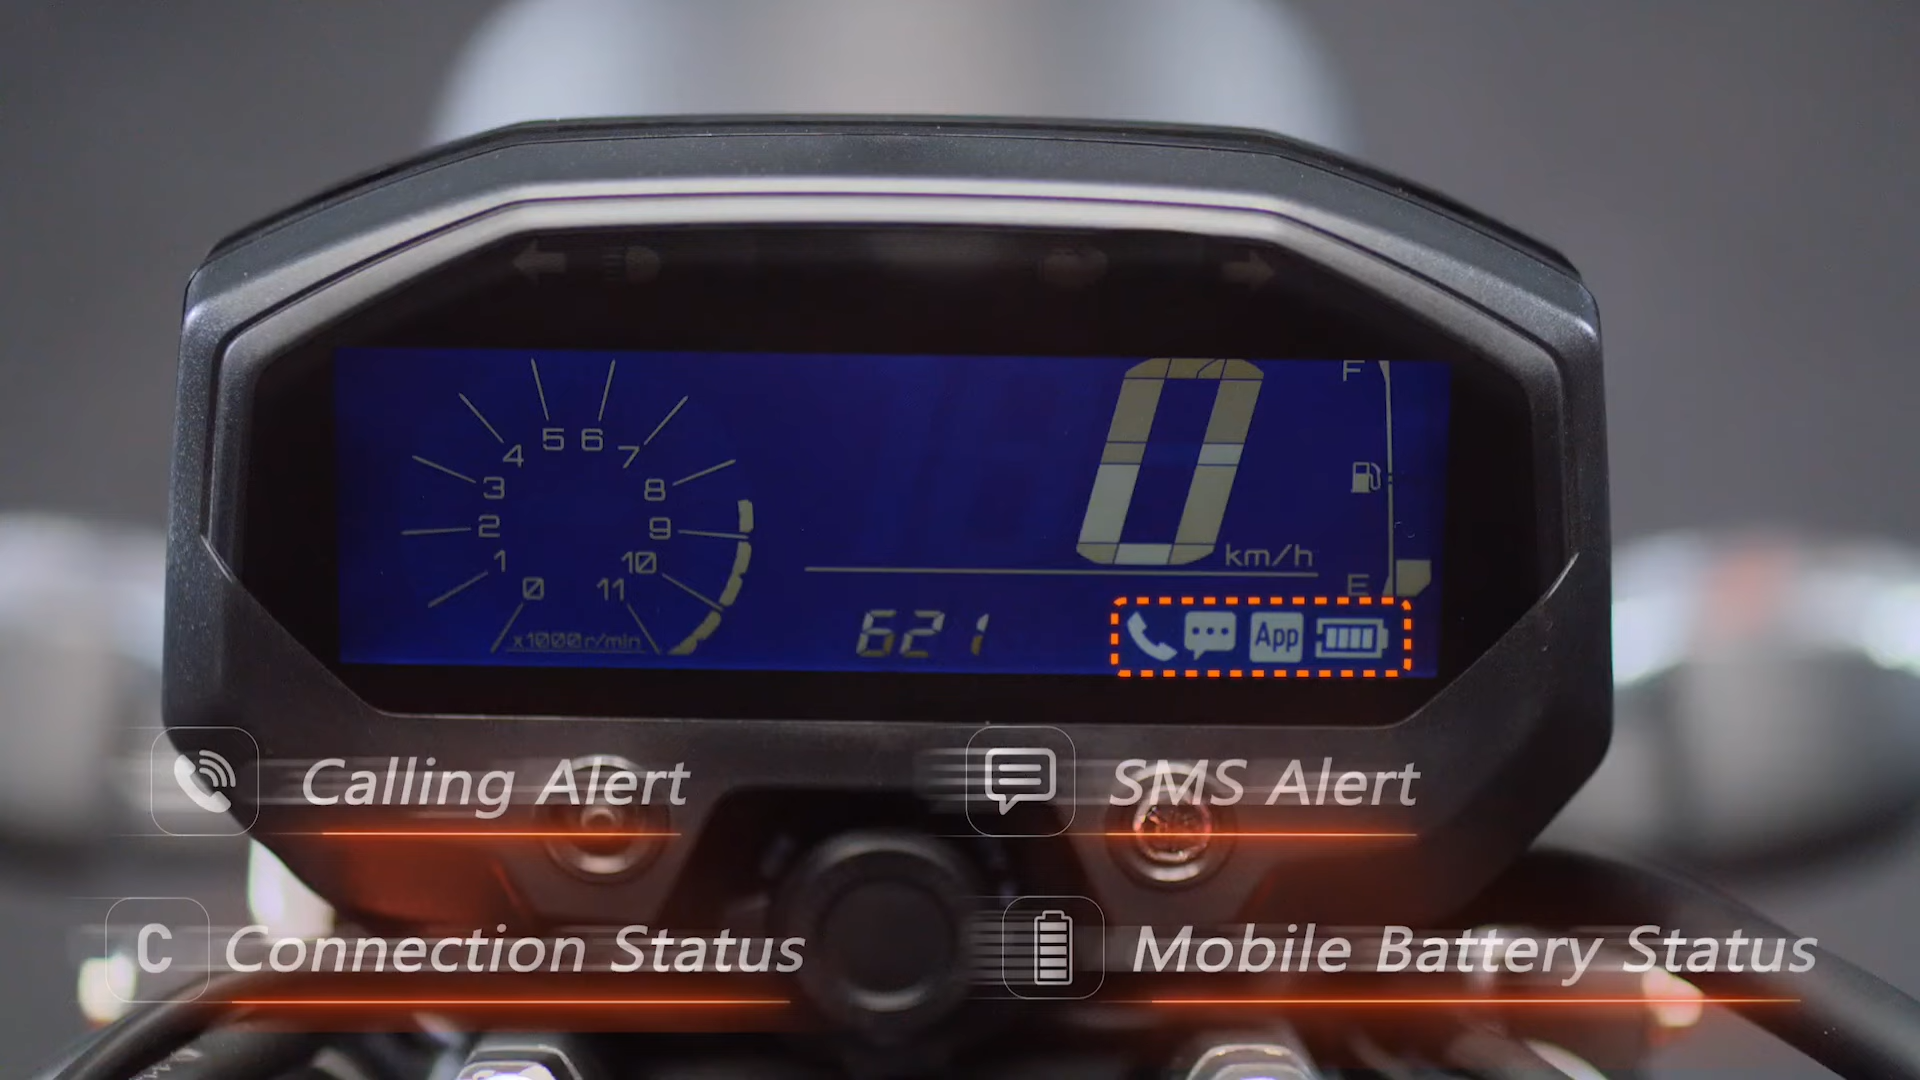 0 km/h
F
E
0 1 2 3 4 5 6 7 8 9 10 11
x1000r/min
621
App
Calling Alert
SMS Alert
C Connection Status
Mobile Battery Status